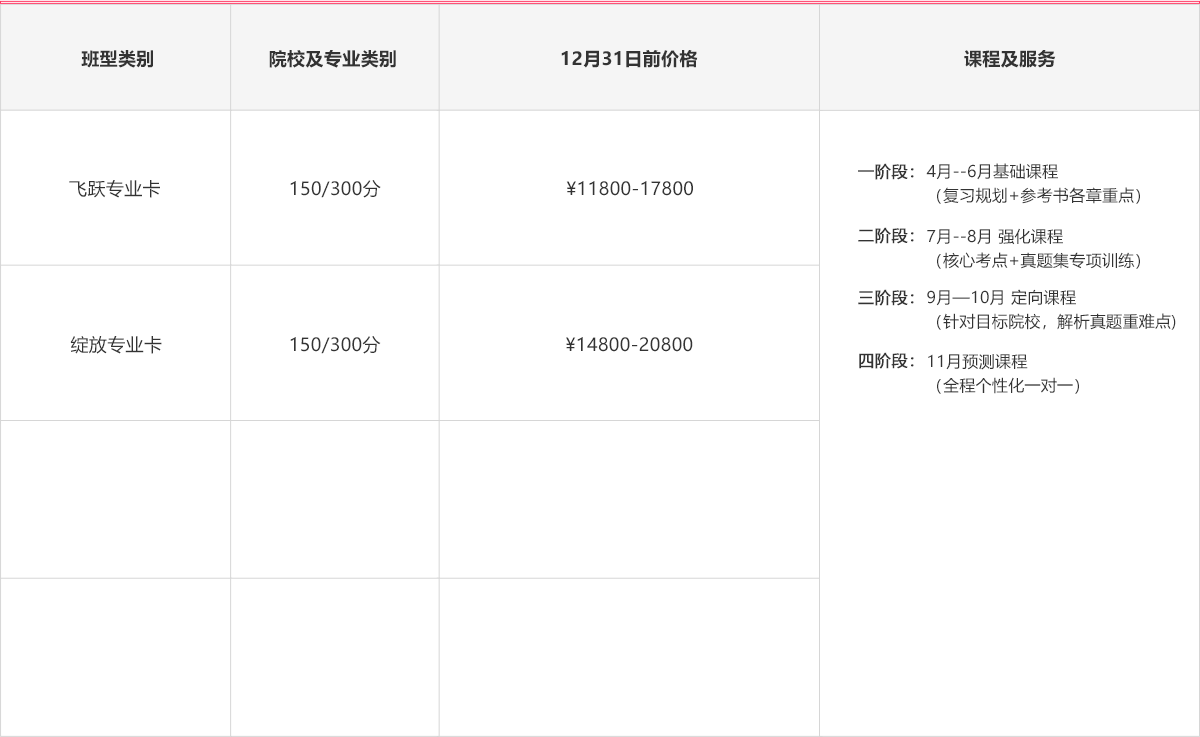 班型类别 院校及专业类别 12月31日前价格 课程及服务
飞跃专业卡 150/300分 ¥11800-17800
绽放专业卡 150/300分 ¥14800-20800
一阶段：4月--6月基础课程
（复习规划+参考书各章重点）
二阶段：7月--8月 强化课程
（核心考点+真题集专项训练）
三阶段：9月—10月 定向课程
（针对目标院校，解析真题重难点)
四阶段：11月预测课程
（全程个性化一对一）